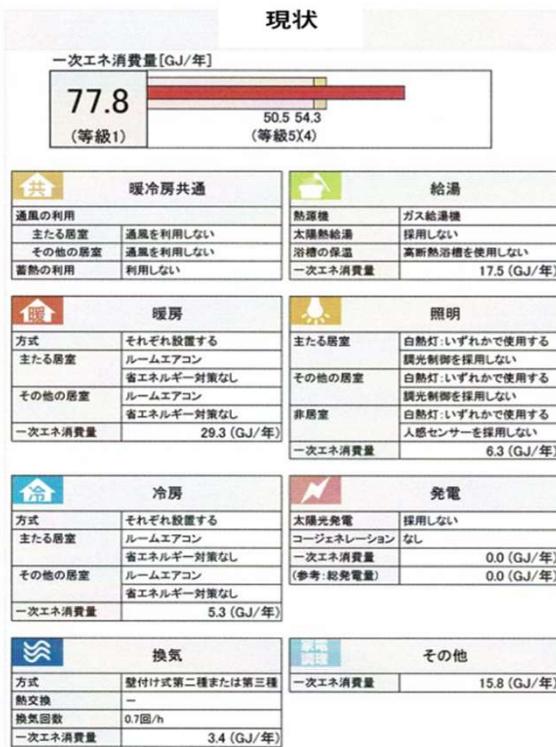 現状
一次エネ消費量[GJ/年]
77.8
(等級1)
50.5 54.3
(等級5)(4)
共 暖冷房共通
通風の利用
主たる居室 通風を利用しない
その他の居室 通風を利用しない
蓄熱の利用 利用しない
暖 暖房
方式 それぞれ設置する
主たる居室 ルームエアコン
省エネルギー対策なし
その他の居室 ルームエアコン
省エネルギー対策なし
一次エネ消費量 29.3 (GJ/年)
冷 冷房
方式 それぞれ設置する
主たる居室 ルームエアコン
省エネルギー対策なし
その他の居室 ルームエアコン
省エネルギー対策なし
一次エネ消費量 5.3 (GJ/年)
換気
方式 壁付け式第二種または第三種
熱交換 −
換気回数 0.7回/h
一次エネ消費量 3.4 (GJ/年)
給湯
熱源機 ガス給湯機
太陽熱給湯 採用しない
浴槽の保温 高断熱浴槽を使用しない
一次エネ消費量 17.5 (GJ/年)
照明
主たる居室 白熱灯:いずれかで使用する
調光制御を採用しない
その他の居室 白熱灯:いずれかで使用する
調光制御を採用しない
非居室 白熱灯:いずれかで使用する
人感センサーを採用しない
一次エネ消費量 6.3 (GJ/年)
発電
太陽光発電 採用しない
コージェネレーション なし
一次エネ消費量 0.0 (GJ/年)
(参考:総発電量) 0.0 (GJ/年)
家電調理 その他
一次エネ消費量 15.8 (GJ/年)